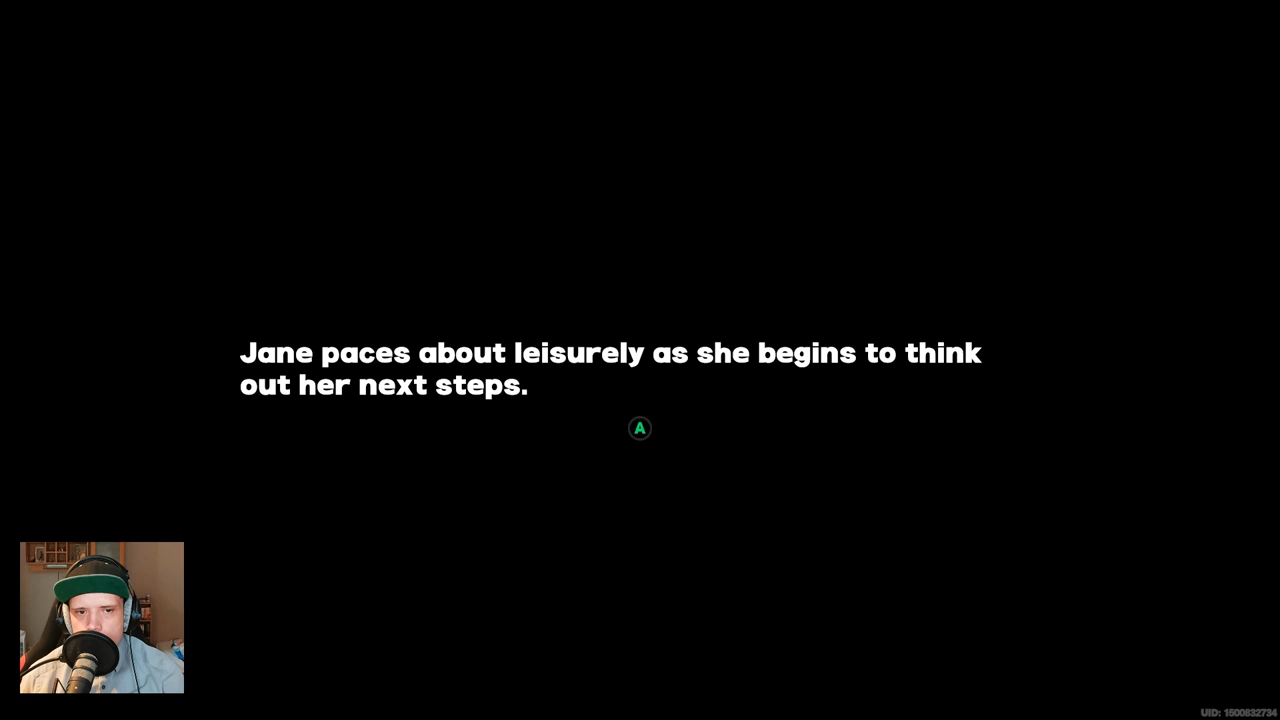 Jane paces about leisurely as she begins to think
out her next steps.
A
UID: 1500832734